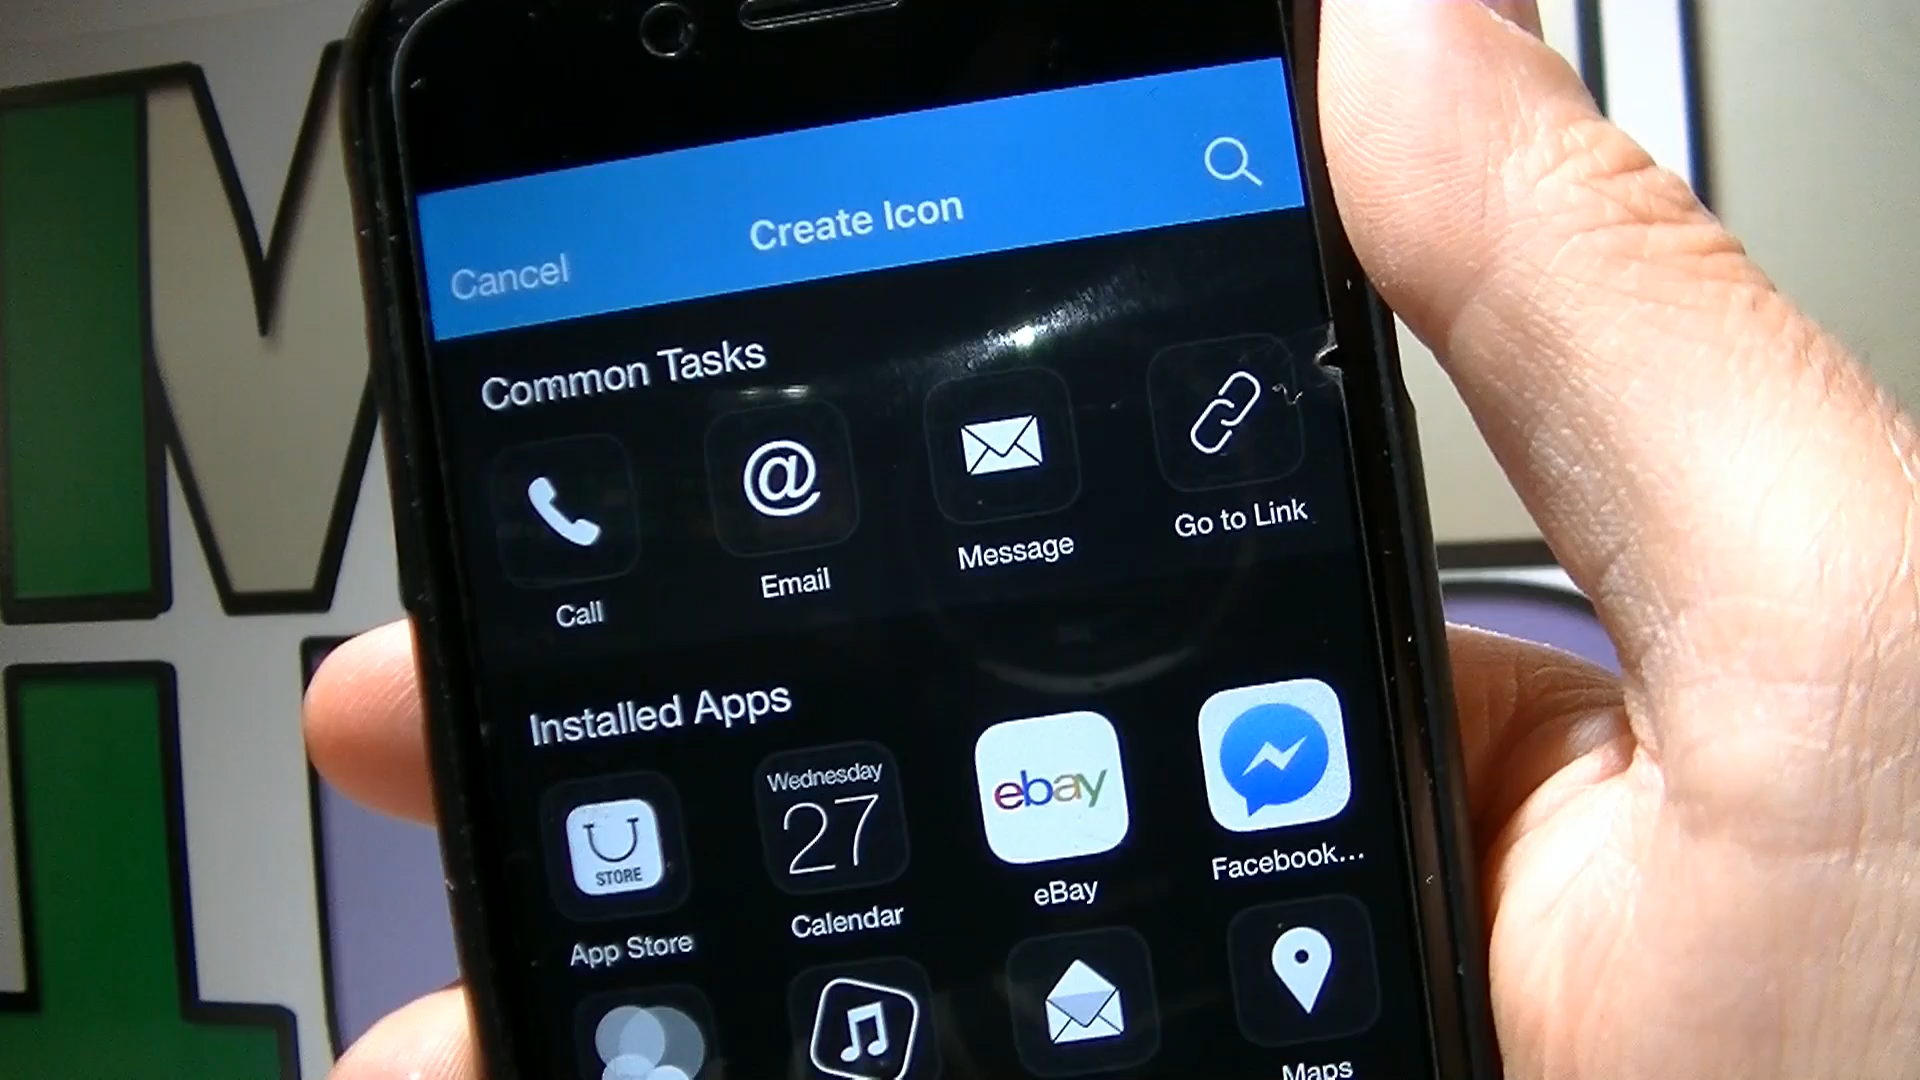 Create Icon
Cancel
Common Tasks
@
Call
Email
Message
Go to Link
Installed Apps
STORE
Wednesday
27
ebay
App Store
Calendar
eBay
Facebook...
Maps